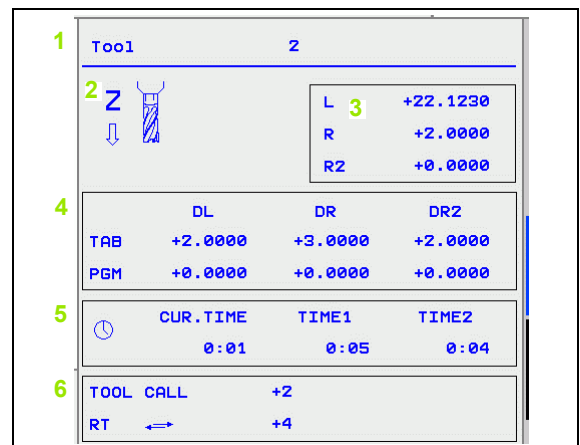 1 Tool 2
2 Z
L 3 +22.1230
R +2.0000
R2 +0.0000
4 DL DR DR2
TAB +2.0000 +3.0000 +2.0000
PGM +0.0000 +0.0000 +0.0000
5 CUR.TIME TIME1 TIME2
0:01 0:05 0:04
6 TOOL CALL +2
RT +4